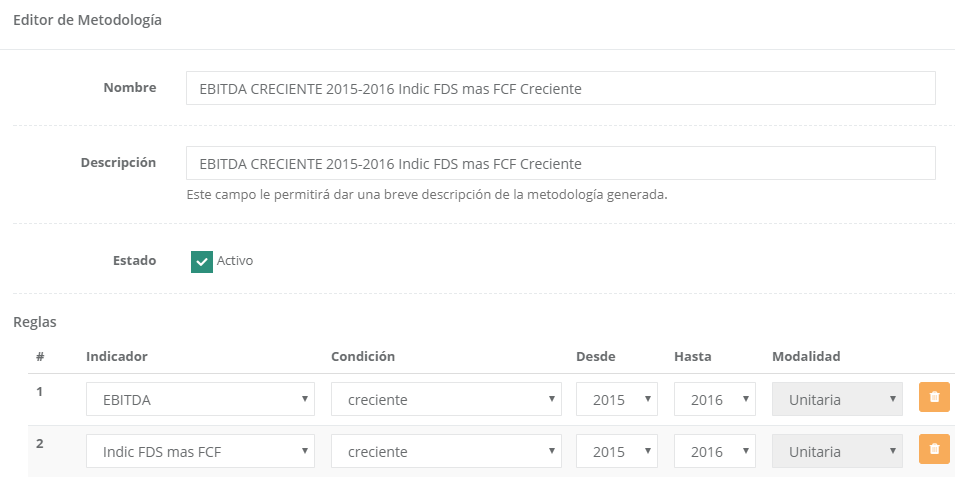 Editor de Metodología
Nombre EBITDA CRECIENTE 2015-2016 Indic FDS mas FCF Creciente
Descripción EBITDA CRECIENTE 2015-2016 Indic FDS mas FCF Creciente
Este campo le permitirá dar una breve descripción de la metodología generada.
Estado Activo
Reglas
# Indicador Condición Desde Hasta Modalidad
1 EBITDA creciente 2015 2016 Unitaria
2 Indic FDS mas FCF creciente 2015 2016 Unitaria